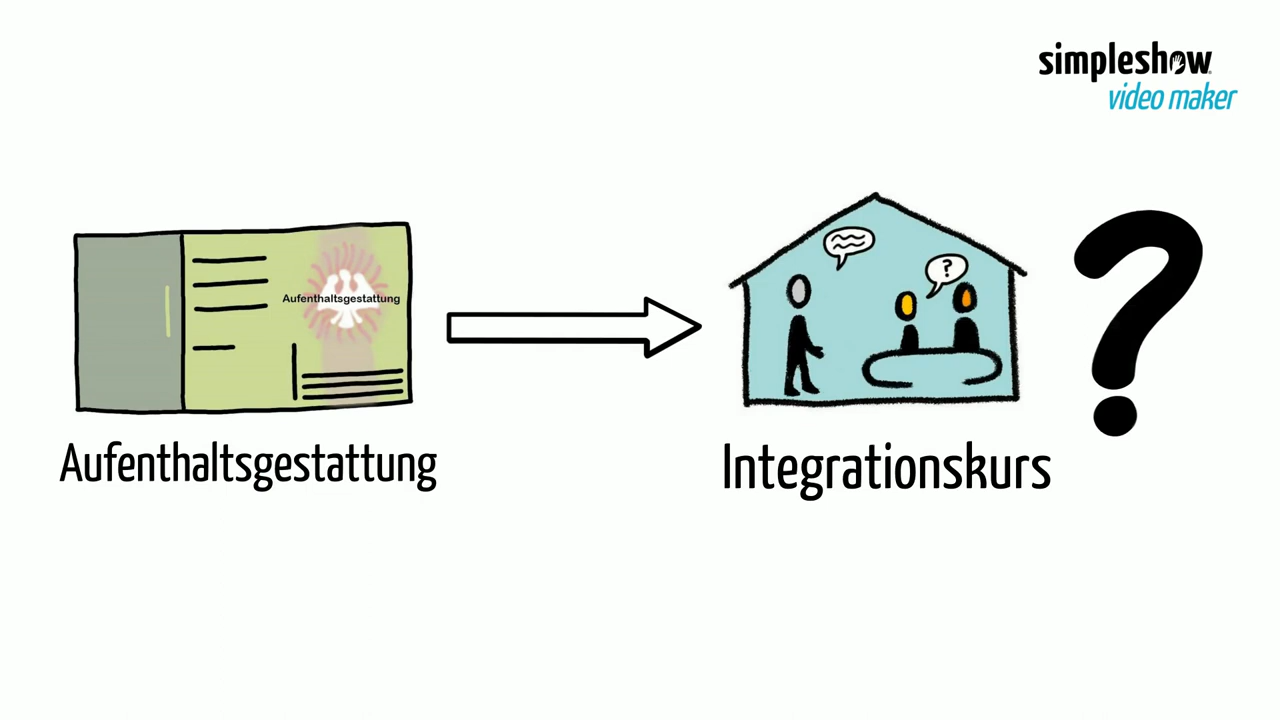 simpleshow
video maker
Aufenthaltsgestattung
?
?
Aufenthaltsgestattung
Integrationskurs